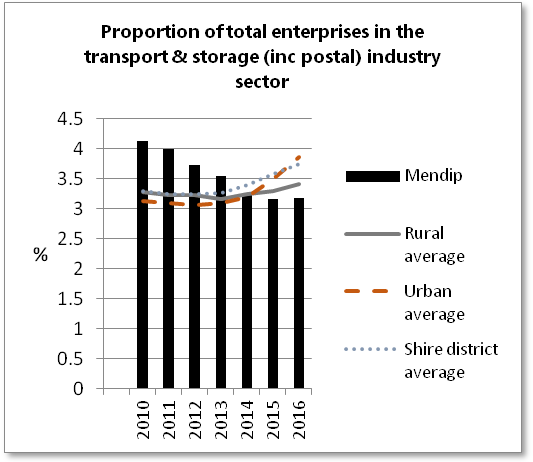 Proportion of total enterprises in the
transport & storage (inc postal) industry
sector
4.5
4
3.5
3
2.5
2
1.5
1
0.5
0
%
2010
2011
2012
2013
2014
2015
2016
Mendip
Rural
average
Urban
average
Shire district
average